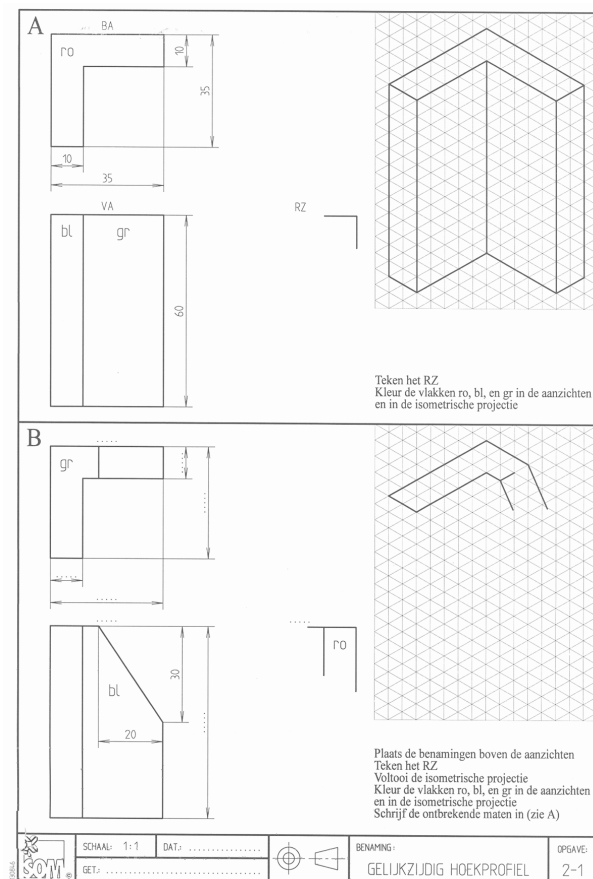 A
BA
ro
10
35
10
35
VA
bl
gr
60
RZ
Teken het RZ
Kleur de vlakken ro, bl, en gr in de aanzichten
en in de isometrische projectie
B
.....
gr
.....
.....
.....
.....
.....
bl
30
20
.....
.....
ro
Plaats de benamingen boven de aanzichten
Teken het RZ
Voltooi de isometrische projectie
Kleur de vlakken ro, bl, en gr in de aanzichten
en in de isometrische projectie
Schrijf de ontbrekende maten in (zie A)
SOM ®
SCHAAL: 1:1
DAT.: ..................
GET.: ..................................
BENAMING:
GELIJKZIJDIG HOEKPROFIEL
OPGAVE:
2-1